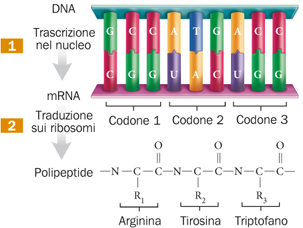 DNA
1
Trascrizione
nel nucleo
G C C A T G A C C
C G G U A C U G G
mRNA
2
Traduzione
sui ribosomi
Codone 1 Codone 2 Codone 3
O O O
Polipeptide
–N–C–C–N–C–C–N–C–C–
R1 R2 R3
Arginina Tirosina Triptofano